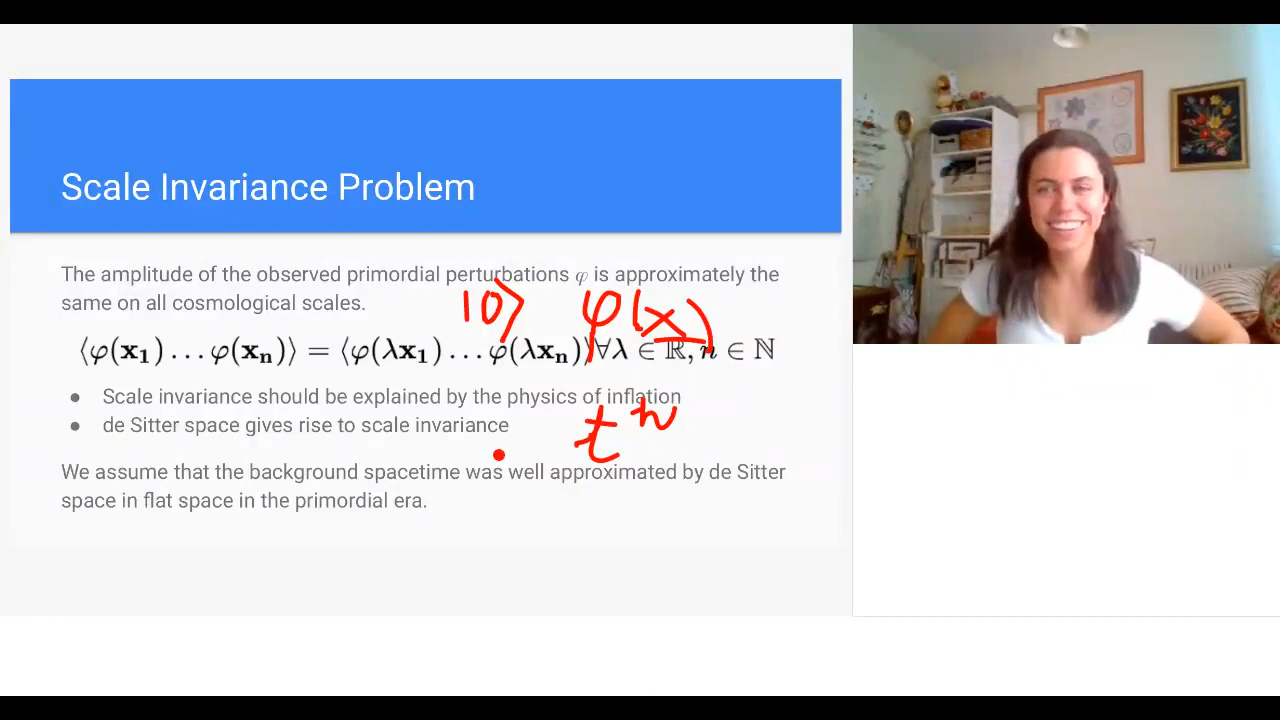 Scale Invariance Problem
The amplitude of the observed primordial perturbations φ is approximately the
same on all cosmological scales.
|0⟩ φ(x)
⟨φ(x₁) … φ(xₙ)⟩ = ⟨φ(λx₁) … φ(λxₙ)⟩∀λ ∈ ℝ, n ∈ ℕ
● Scale invariance should be explained by the physics of inflation
● de Sitter space gives rise to scale invariance
We assume that the background spacetime was well approximated by de Sitter
space in flat space in the primordial era.